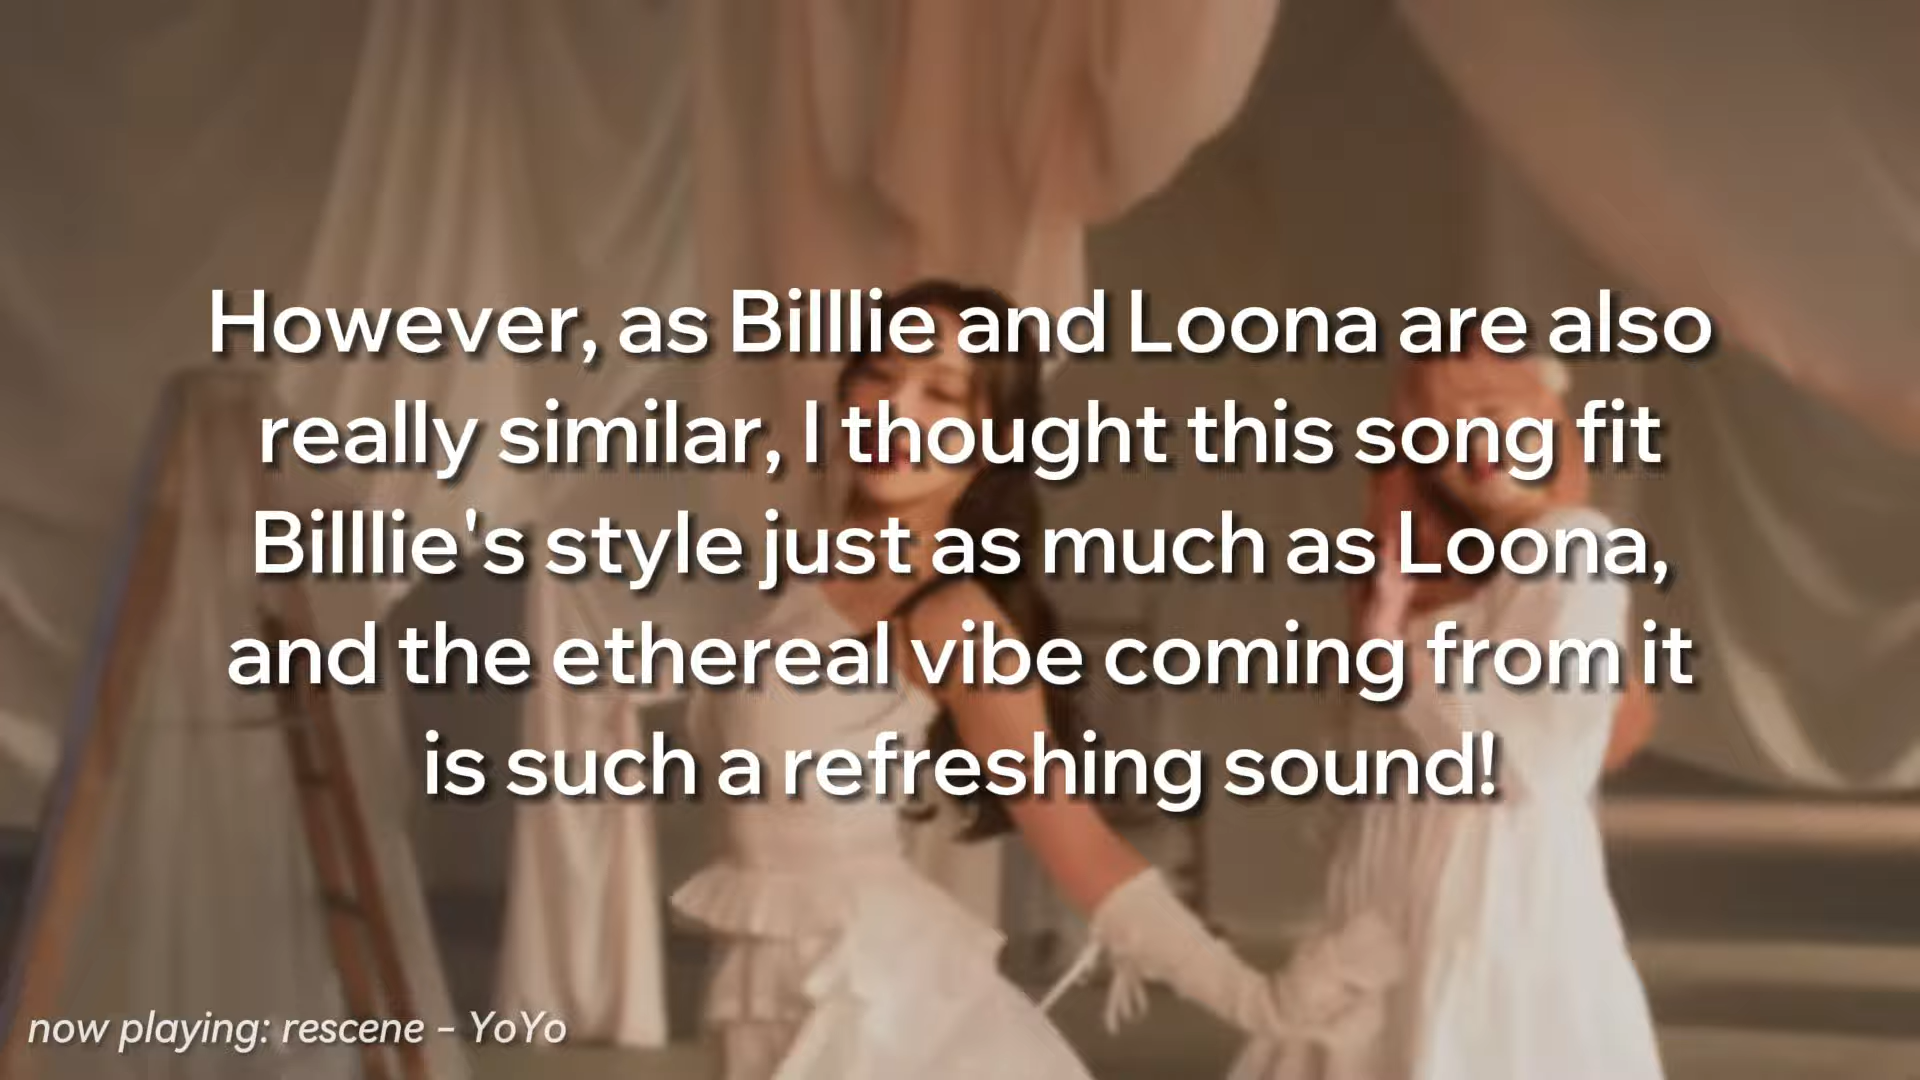 However, as Billlie and Loona are also
really similar, I thought this song fit
Billlie's style just as much as Loona,
and the ethereal vibe coming from it
is such a refreshing sound!
now playing: rescene - YoYo